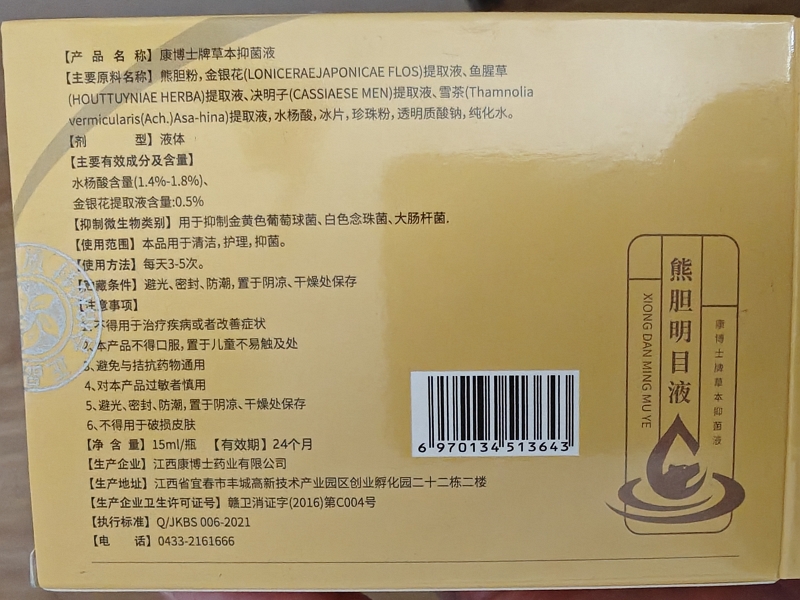 【产品名称】康博士牌草本抑菌液
【主要原料名称】熊胆粉,金银花(LONICERAEJAPONICAE FLOS)提取液、鱼腥草
(HOUTTUYNIAE HERBA)提取液、决明子(CASSIAESE MEN)提取液、雪茶(Thamnolia
vermicularis(Ach.)Asa-hina)提取液,水杨酸,冰片,珍珠粉,透明质酸钠,纯化水。
【剂型】液体
【主要有效成分及含量】
水杨酸含量(1.4%-1.8%)、
金银花提取液含量:0.5%
【抑制微生物类别】用于抑制金黄色葡萄球菌、白色念珠菌、大肠杆菌.
【使用范围】本品用于清洁,护理,抑菌。
【使用方法】每天3-5次。
【贮藏条件】避光、密封、防潮,置于阴凉、干燥处保存
【注意事项】
1、不得用于治疗疾病或者改善症状
2、本产品不得口服,置于儿童不易触及处
3、避免与拮抗药物通用
4、对本产品过敏者慎用
5、避光、密封、防潮,置于阴凉、干燥处保存
6、不得用于破损皮肤
【净含量】15ml/瓶 【有效期】24个月
【生产企业】江西康博士药业有限公司
【生产地址】江西省宜春市丰城高新技术产业园区创业孵化园二十二栋二楼
【生产企业卫生许可证号】赣卫消证字(2016)第C004号
【执行标准】Q/JKBS 006-2021
【电话】0433-2161666
6 970134 513643
熊胆明目液
XIONG DAN MING MU YE
康博士牌草本抑菌液